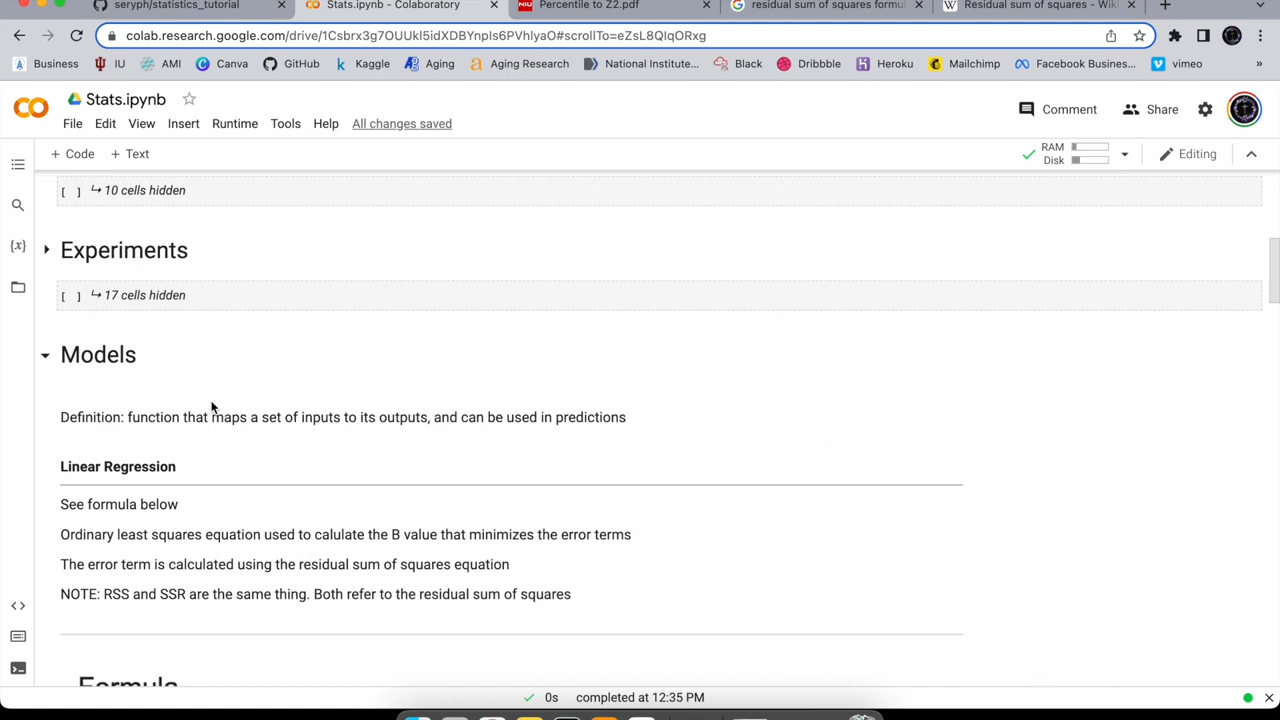 seryph/statistics_tutorial
Stats.ipynb - Colaboratory
Percentile to Z2.pdf
residual sum of squares formul
Residual sum of squares - Wiki
colab.research.google.com/drive/1Csbrx3g7OUUkl5idXDBYnpIs6PVhlyaO#scrollTo=eZsL8QIqORxg
Business
IU
AMI
Canva
GitHub
Kaggle
Aging
Aging Research
National Institute...
Black
Dribbble
Heroku
Mailchimp
Facebook Busines...
vimeo
»
Stats.ipynb
Comment
Share
File Edit View Insert Runtime Tools Help All changes saved
+ Code + Text
RAM
Disk
Editing
[ ] 10 cells hidden
Experiments
[ ] 17 cells hidden
Models
Definition: function that maps a set of inputs to its outputs, and can be used in predictions
Linear Regression
See formula below
Ordinary least squares equation used to calulate the B value that minimizes the error terms
The error term is calculated using the residual sum of squares equation
NOTE: RSS and SSR are the same thing. Both refer to the residual sum of squares
Formula
0s completed at 12:35 PM